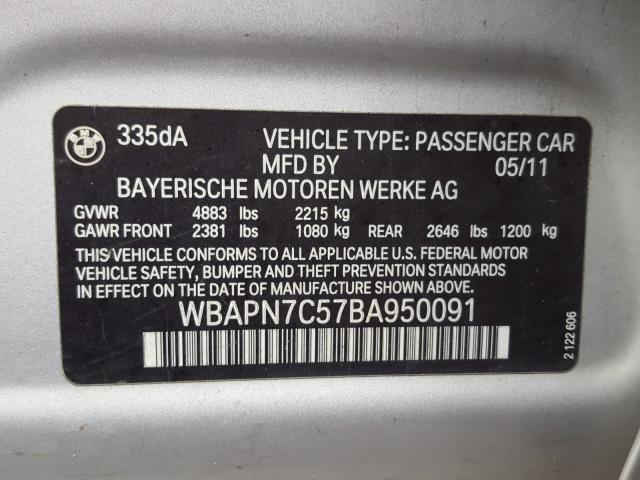 BMW 335dA VEHICLE TYPE: PASSENGER CAR
MFD BY 05/11
BAYERISCHE MOTOREN WERKE AG
GVWR 4883 lbs 2215 kg
GAWR FRONT 2381 lbs 1080 kg REAR 2646 lbs 1200 kg
THIS VEHICLE CONFORMS TO ALL APPLICABLE U.S. FEDERAL MOTOR
VEHICLE SAFETY, BUMPER AND THEFT PREVENTION STANDARDS
IN EFFECT ON THE DATE OF MANUFACTURE SHOWN ABOVE.
WBAPN7C57BA950091
2 122 606